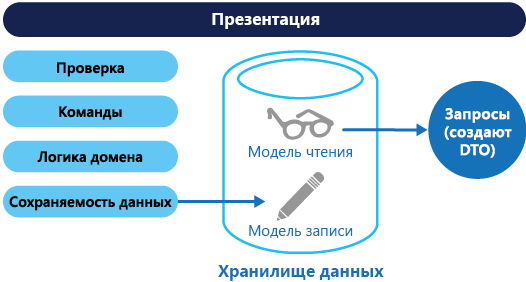 Презентация
Проверка
Команды
Логика домена
Сохраняемость данных
Модель чтения
Модель записи
Хранилище данных
Запросы
(создают
DTO)